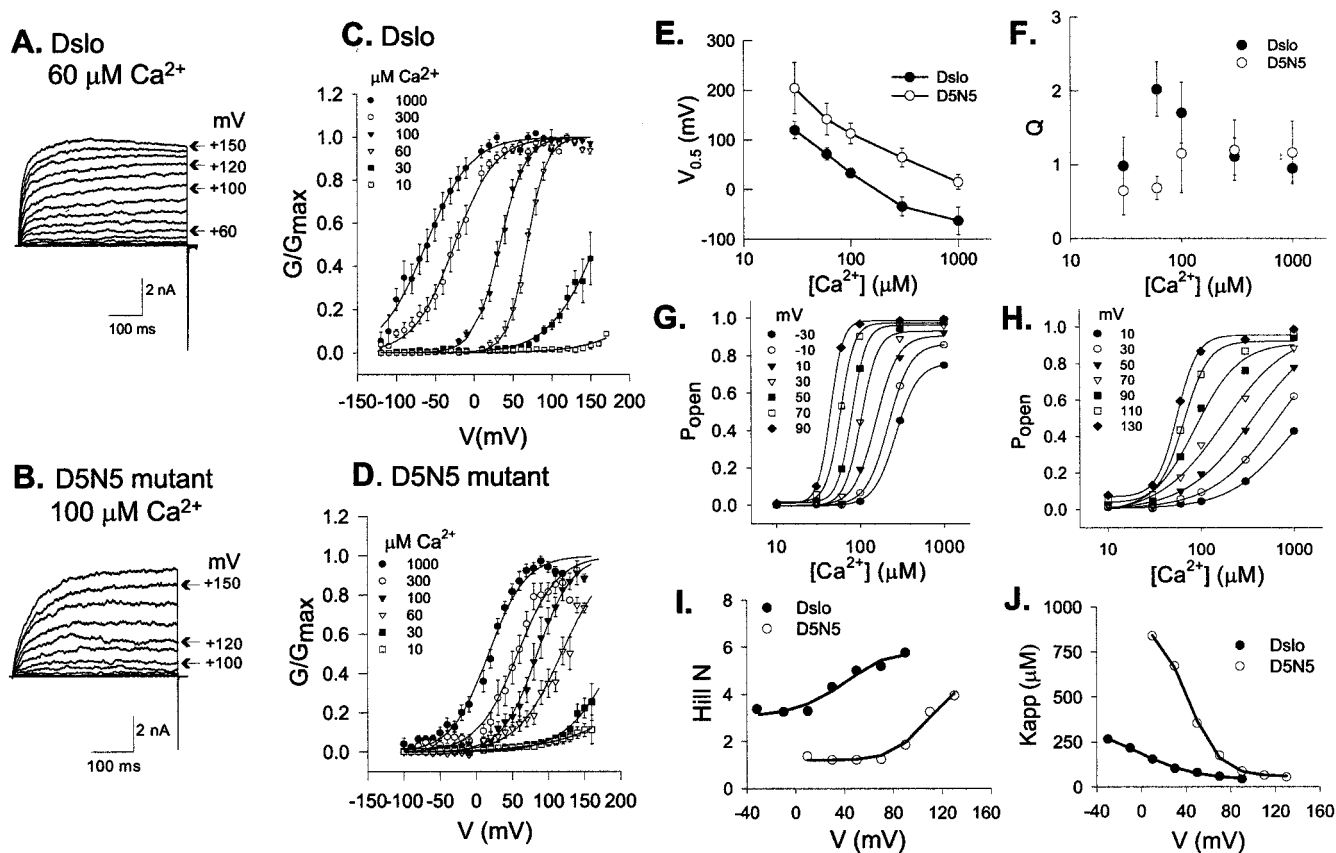 A. Dslo
60 μM Ca2+
mV
+150
+120
+100
+60
2 nA
100 ms
B. D5N5 mutant
100 μM Ca2+
mV
+150
+120
+100
2 nA
100 ms
C. Dslo
μM Ca2+
1000
300
100
60
30
10
G/Gmax
1.2
1.0
0.8
0.6
0.4
0.2
0.0
-150 -100 -50 0 50 100 150 200
V(mV)
D. D5N5 mutant
μM Ca2+
1000
300
100
60
30
10
G/Gmax
1.2
1.0
0.8
0.6
0.4
0.2
0.0
-150 -100 -50 0 50 100 150 200
V (mV)
E.
Dslo
D5N5
V0.5 (mV)
300
200
100
0
-100
10 100 1000
[Ca2+] (μM)
F.
Dslo
D5N5
Q
3
2
1
0
10 100 1000
[Ca2+] (μM)
G.
mV
-30
-10
10
30
50
70
90
Popen
1.0
0.8
0.6
0.4
0.2
0.0
10 100 1000
[Ca2+] (μM)
H.
mV
10
30
50
70
90
110
130
Popen
1.0
0.8
0.6
0.4
0.2
0.0
10 100 1000
[Ca2+] (μM)
I.
Dslo
D5N5
Hill N
8
6
4
2
0
-40 0 40 80 120 160
V (mV)
J.
Dslo
D5N5
Kapp (μM)
1000
750
500
250
0
-40 0 40 80 120 160
V (mV)